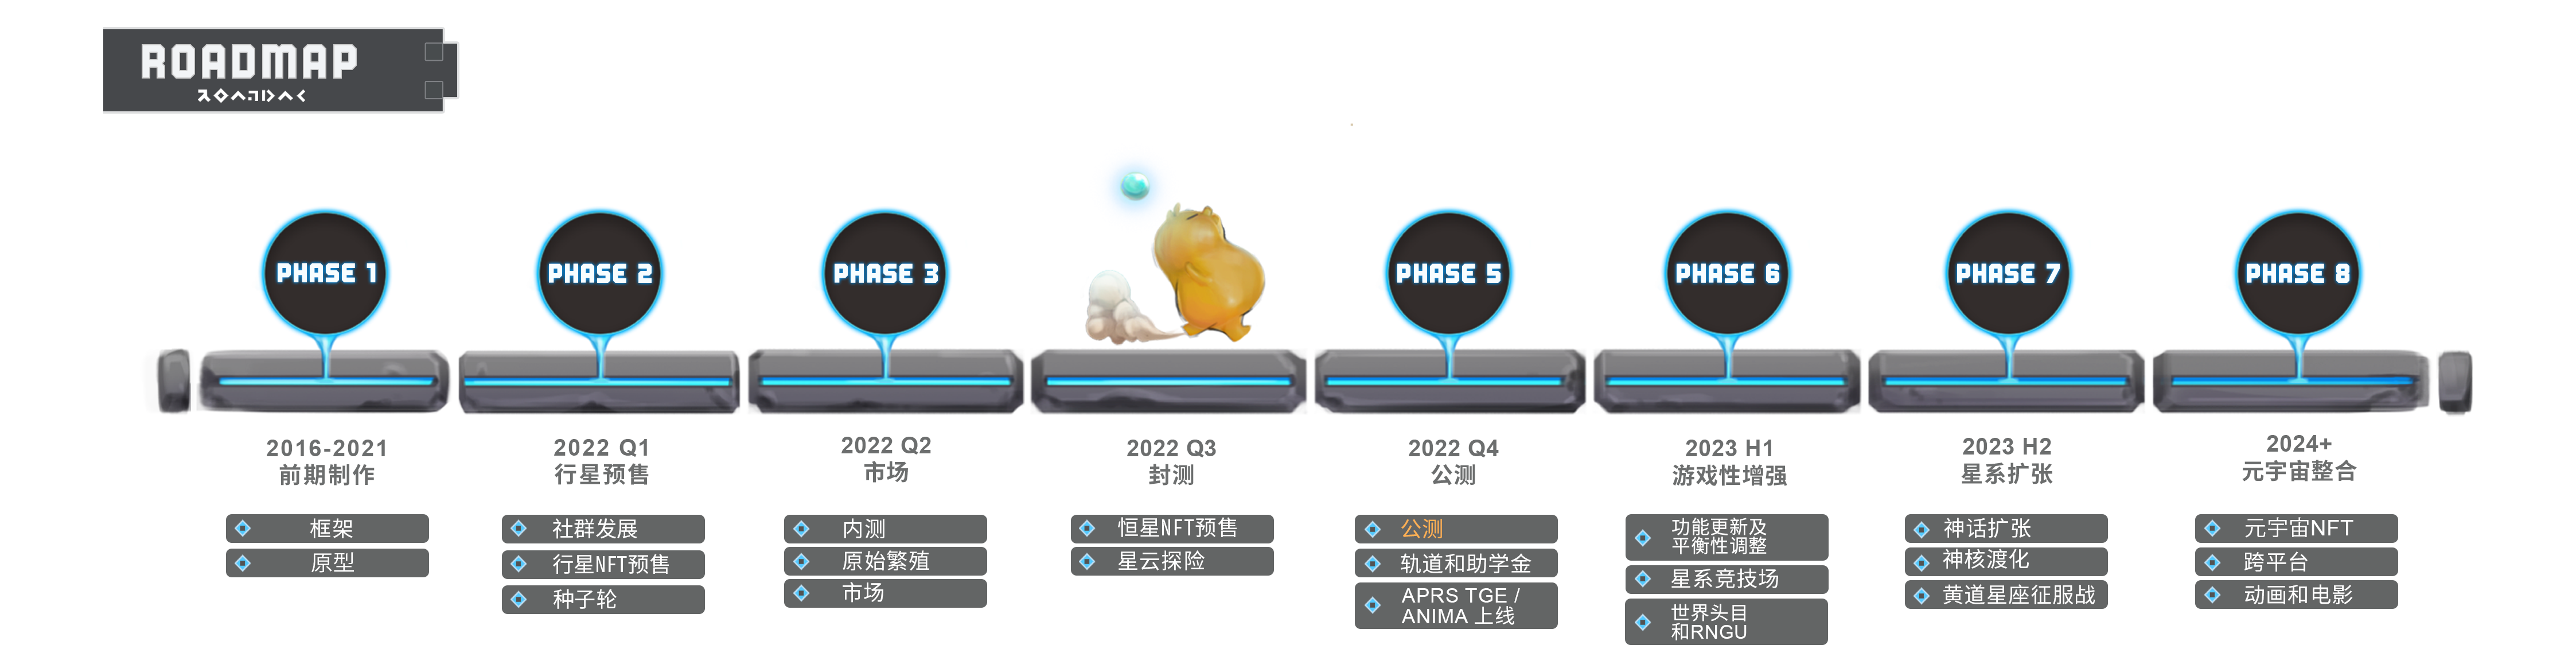 ROADMAP
PHASE 1
PHASE 2
PHASE 3
PHASE 5
PHASE 6
PHASE 7
PHASE 8
2016-2021
前期制作
框架
原型
2022 Q1
行星预售
社群发展
行星NFT预售
种子轮
2022 Q2
市场
内测
原始繁殖
市场
2022 Q3
封测
恒星NFT预售
星云探险
2022 Q4
公测
公测
轨道和助学金
APRS TGE /
ANIMA 上线
2023 H1
游戏性增强
功能更新及
平衡性调整
星系竞技场
世界头目
和RNGU
2023 H2
星系扩张
神话扩张
神核渡化
黄道星座征服战
2024+
元宇宙整合
元宇宙NFT
跨平台
动画和电影